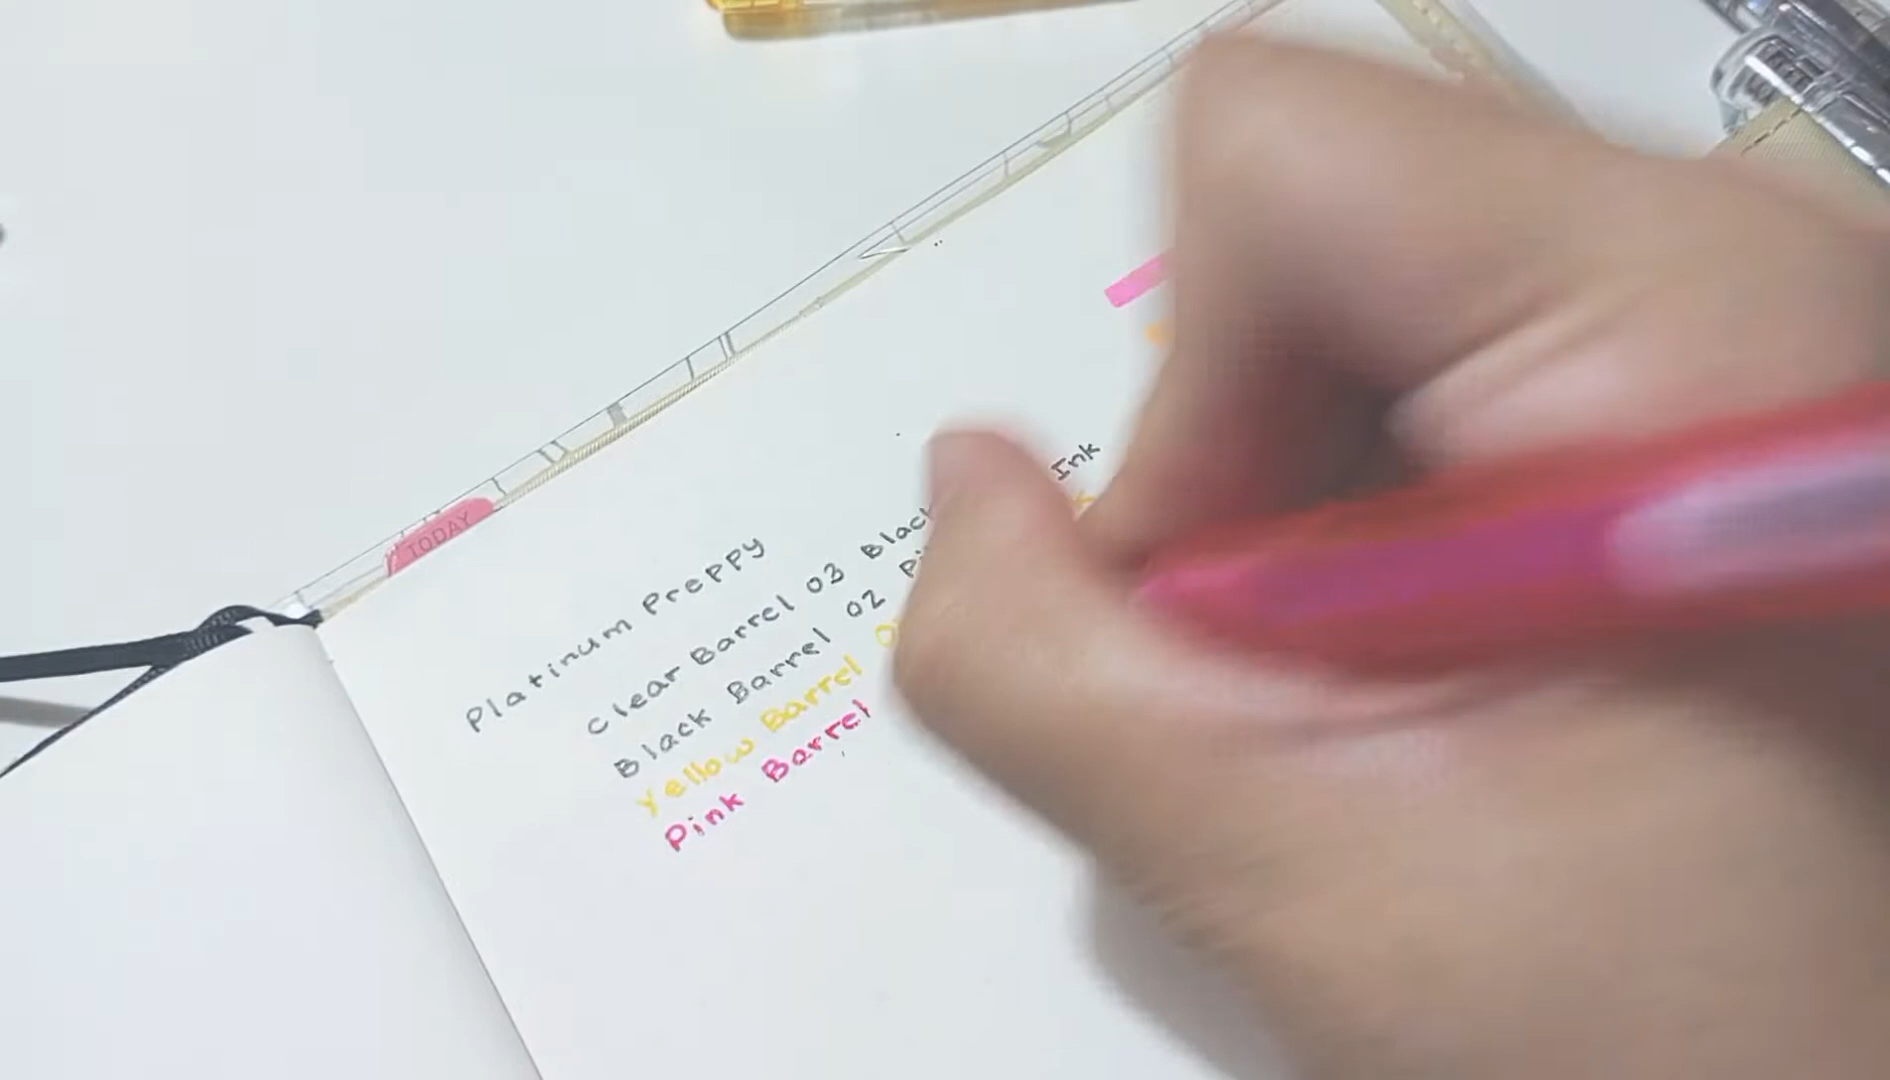 TODAY
Platinum Preppy
Clear Barrel 03 Black Ink
Black Barrel 02
Yellow Barrel
Pink Barrel